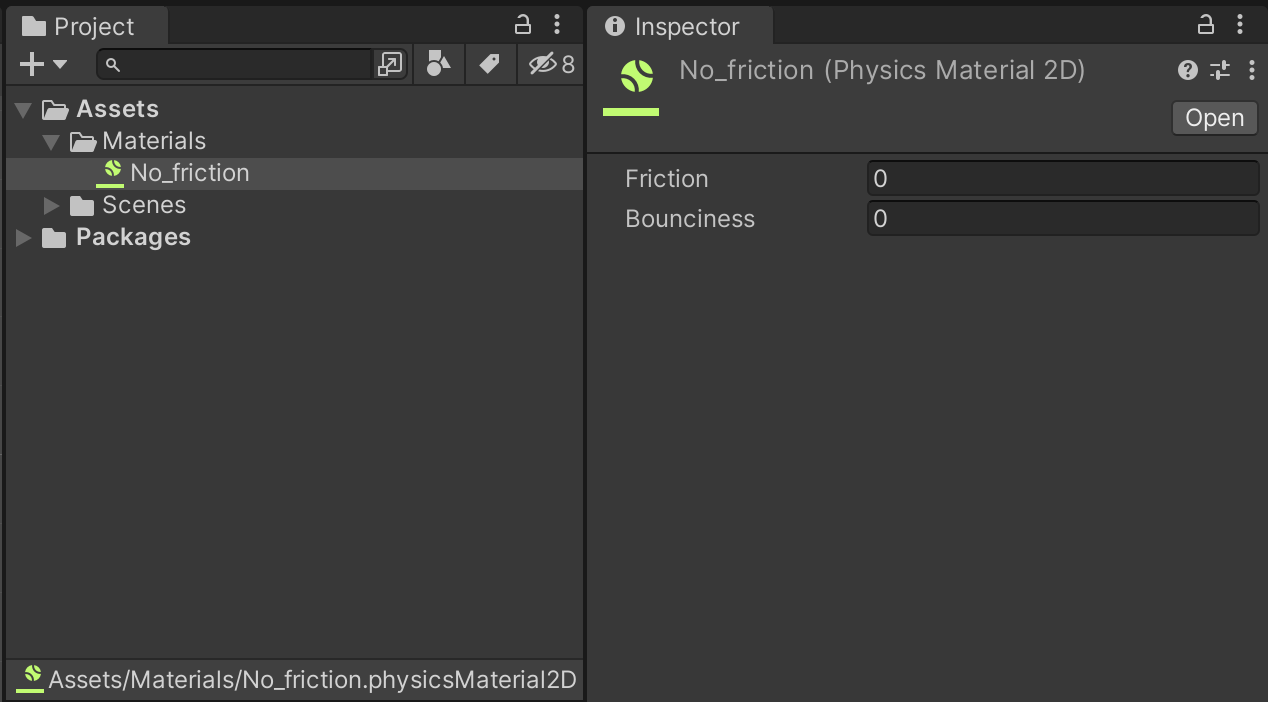 Project
8
Assets
Materials
No_friction
Scenes
Packages
Assets/Materials/No_friction.physicsMaterial2D
Inspector
No_friction (Physics Material 2D)
Open
Friction 0
Bounciness 0